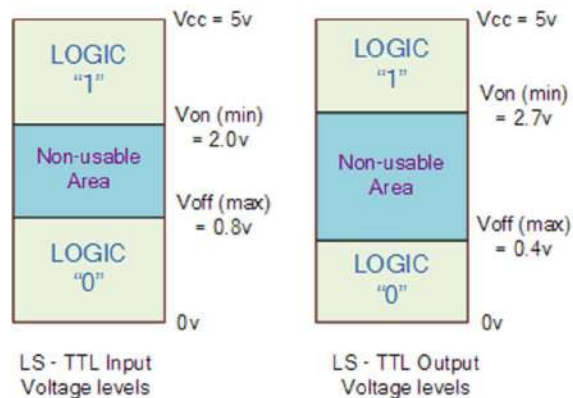 Vcc = 5v
LOGIC
"1"
Von (min)
= 2.0v
Non-usable
Area
Voff (max)
= 0.8v
LOGIC
"0"
0v
LS - TTL Input
Voltage levels
Vcc = 5v
LOGIC
"1"
Von (min)
= 2.7v
Non-usable
Area
Voff (max)
= 0.4v
LOGIC
"0"
0v
LS - TTL Output
Voltage levels